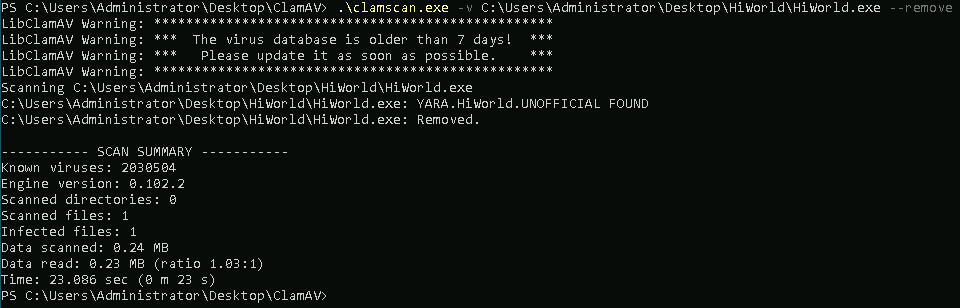 PS C:\Users\Administrator\Desktop\ClamAV> .\clamscan.exe -v C:\Users\Administrator\Desktop\HiWorld\HiWorld.exe --remove
LibClamAV Warning: **************************************************
LibClamAV Warning: ***  The virus database is older than 7 days!  ***
LibClamAV Warning: ***   Please update it as soon as possible.    ***
LibClamAV Warning: **************************************************
Scanning C:\Users\Administrator\Desktop\HiWorld\HiWorld.exe
C:\Users\Administrator\Desktop\HiWorld\HiWorld.exe: YARA.HiWorld.UNOFFICIAL FOUND
C:\Users\Administrator\Desktop\HiWorld\HiWorld.exe: Removed.

----------- SCAN SUMMARY -----------
Known viruses: 2030504
Engine version: 0.102.2
Scanned directories: 0
Scanned files: 1
Infected files: 1
Data scanned: 0.24 MB
Data read: 0.23 MB (ratio 1.03:1)
Time: 23.086 sec (0 m 23 s)
PS C:\Users\Administrator\Desktop\ClamAV>